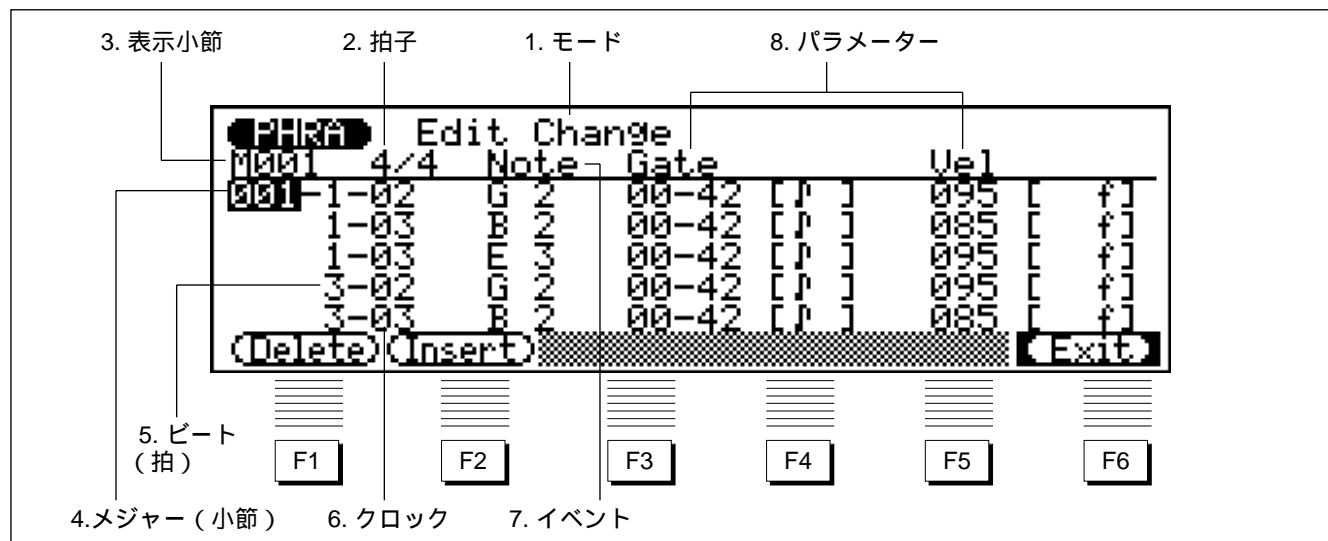 3. 表示小節 2. 拍子 1. モード 8. パラメーター
PHRA Edit Change
M001 4/4 Note Gate Vel
001-1-02 G 2 00-42 [♪ ] 095 [ f]
1-03 B 2 00-42 [♪ ] 085 [ f]
1-03 E 3 00-42 [♪ ] 095 [ f]
3-02 G 2 00-42 [♪ ] 095 [ f]
3-03 B 2 00-42 [♪ ] 085 [ f]
Delete Insert Exit
5. ビート
(拍)
F1 F2 F3 F4 F5 F6
4.メジャー(小節) 6. クロック 7. イベント